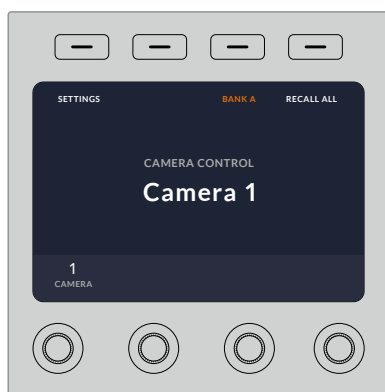 SETTINGS BANK A RECALL ALL
CAMERA CONTROL
Camera 1
1
CAMERA